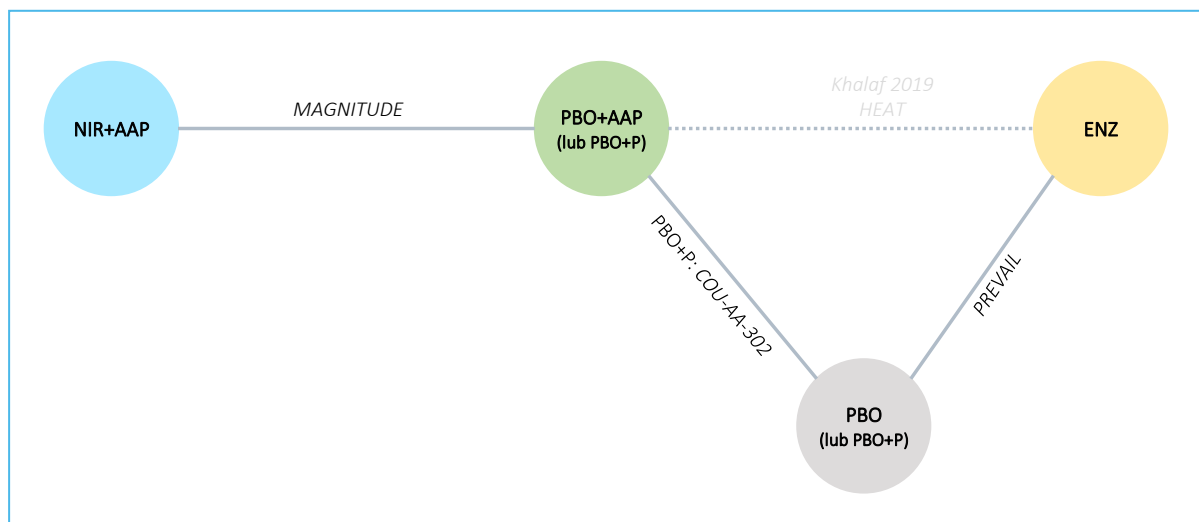 NIR+AAP
MAGNITUDE
PBO+AAP
(lub PBO+P)
Khalaf 2019
HEAT
ENZ
PBO+P: COU-AA-302
PREVAIL
PBO
(lub PBO+P)